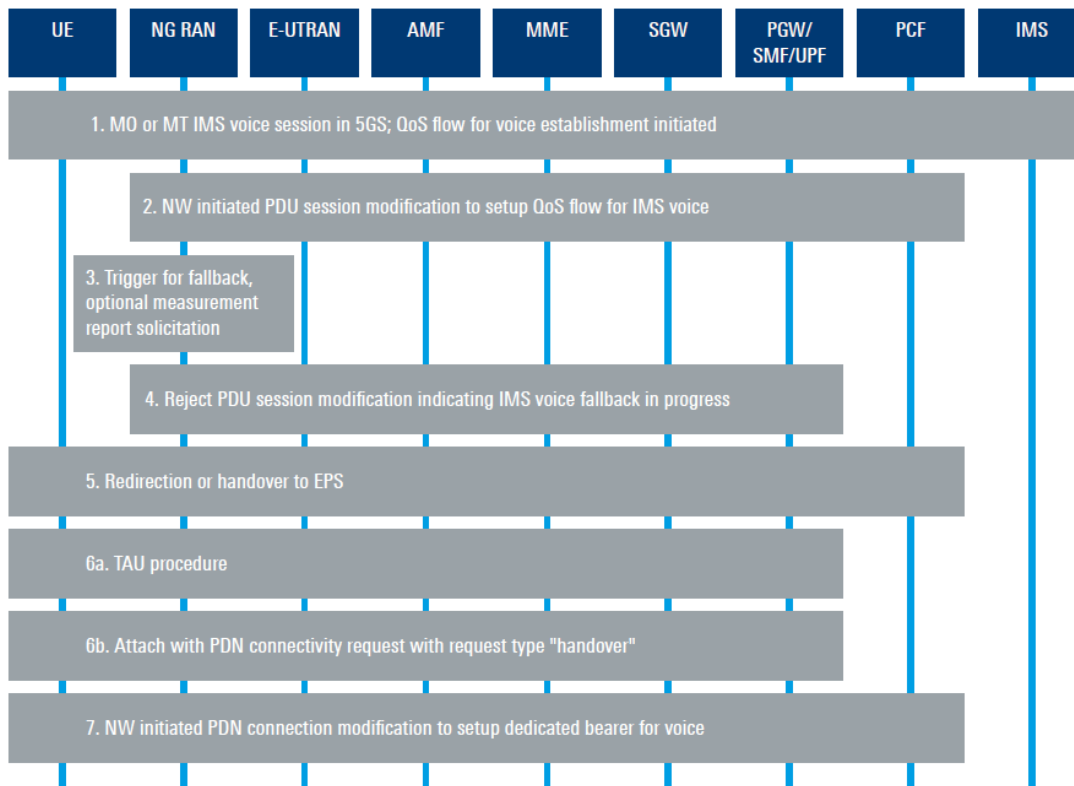 UE
NG RAN
E-UTRAN
AMF
MME
SGW
PGW/
SMF/UPF
PCF
IMS
1. MO or MT IMS voice session in 5GS; QoS flow for voice establishment initiated
2. NW initiated PDU session modification to setup QoS flow for IMS voice
3. Trigger for fallback,
optional measurement
report solicitation
4. Reject PDU session modification indicating IMS voice fallback in progress
5. Redirection or handover to EPS
6a. TAU procedure
6b. Attach with PDN connectivity request with request type "handover"
7. NW initiated PDN connection modification to setup dedicated bearer for voice